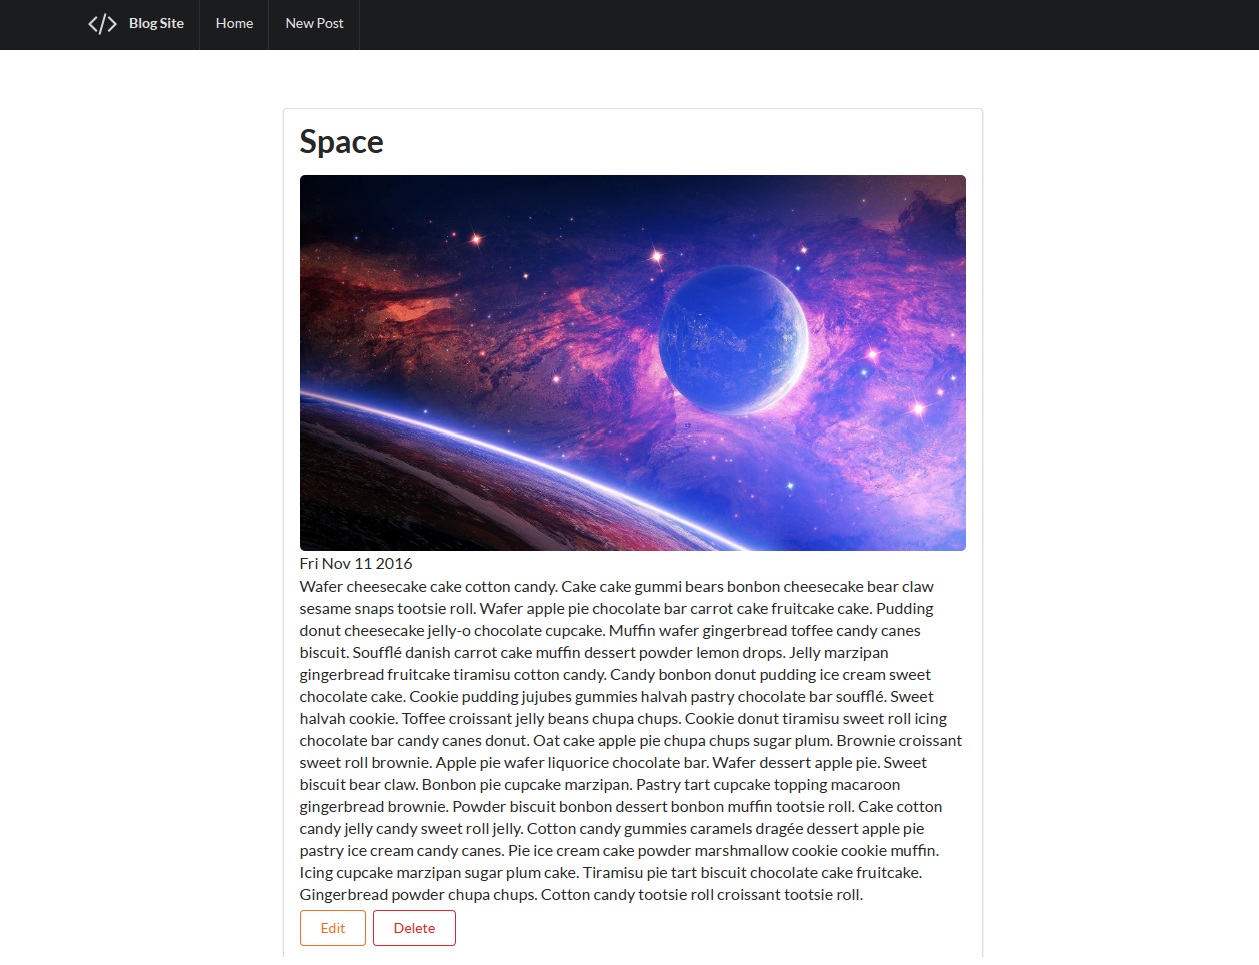 Blog Site Home New Post
Space
Fri Nov 11 2016
Wafer cheesecake cake cotton candy. Cake cake gummi bears bonbon cheesecake bear claw
sesame snaps tootsie roll. Wafer apple pie chocolate bar carrot cake fruitcake cake. Pudding
donut cheesecake jelly-o chocolate cupcake. Muffin wafer gingerbread toffee candy canes
biscuit. Soufflé danish carrot cake muffin dessert powder lemon drops. Jelly marzipan
gingerbread fruitcake tiramisu cotton candy. Candy bonbon donut pudding ice cream sweet
chocolate cake. Cookie pudding jujubes gummies halvah pastry chocolate bar soufflé. Sweet
halvah cookie. Toffee croissant jelly beans chupa chups. Cookie donut tiramisu sweet roll icing
chocolate bar candy canes donut. Oat cake apple pie chupa chups sugar plum. Brownie croissant
sweet roll brownie. Apple pie wafer liquorice chocolate bar. Wafer dessert apple pie. Sweet
biscuit bear claw. Bonbon pie cupcake marzipan. Pastry tart cupcake topping macaroon
gingerbread brownie. Powder biscuit bonbon dessert bonbon muffin tootsie roll. Cake cotton
candy jelly candy sweet roll jelly. Cotton candy gummies caramels dragée dessert apple pie
pastry ice cream candy canes. Pie ice cream cake powder marshmallow cookie cookie muffin.
Icing cupcake marzipan sugar plum cake. Tiramisu pie tart biscuit chocolate cake fruitcake.
Gingerbread powder chupa chups. Cotton candy tootsie roll croissant tootsie roll.
Edit Delete